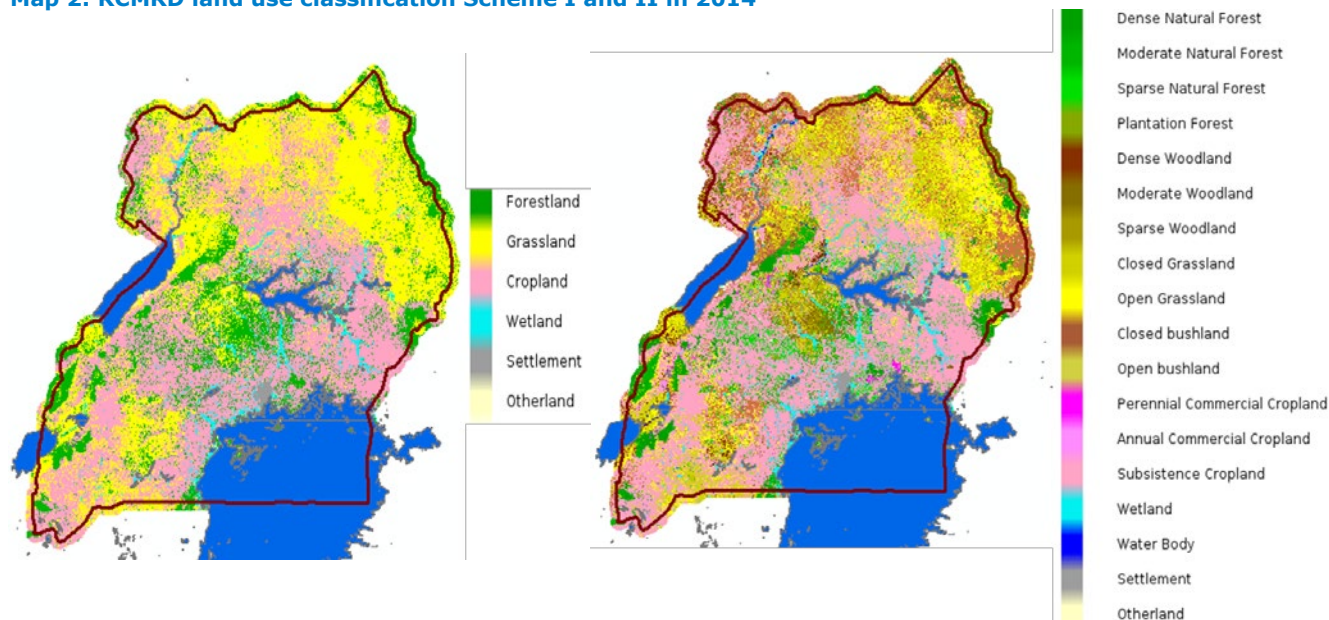 Map 2: RCMRD land use classification Scheme I and II in 2014
Forestland
Grassland
Cropland
Wetland
Settlement
Otherland
Dense Natural Forest
Moderate Natural Forest
Sparse Natural Forest
Plantation Forest
Dense Woodland
Moderate Woodland
Sparse Woodland
Closed Grassland
Open Grassland
Closed bushland
Open bushland
Perennial Commercial Cropland
Annual Commercial Cropland
Subsistence Cropland
Wetland
Water Body
Settlement
Otherland